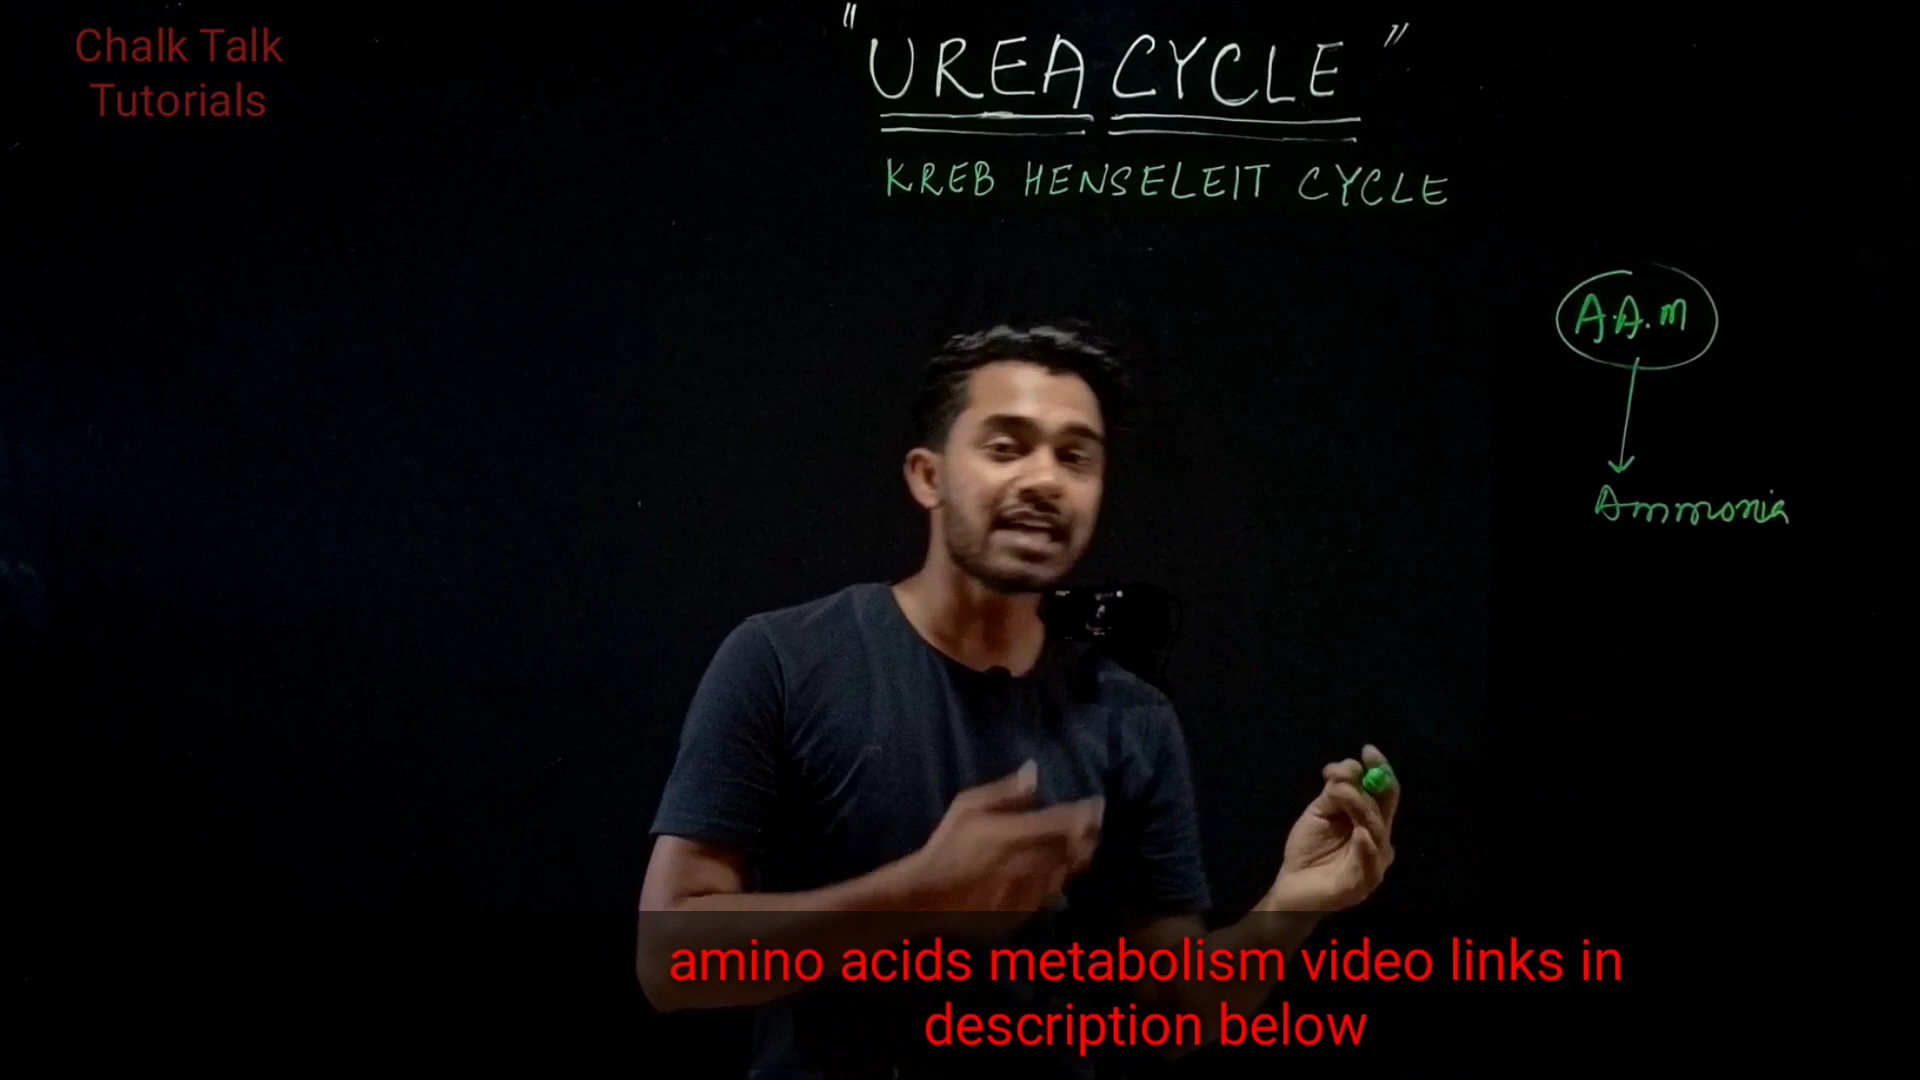 Chalk Talk
Tutorials
"UREA CYCLE"
KREB HENSELEIT CYCLE
A.A.M
Ammonia
amino acids metabolism video links in
description below